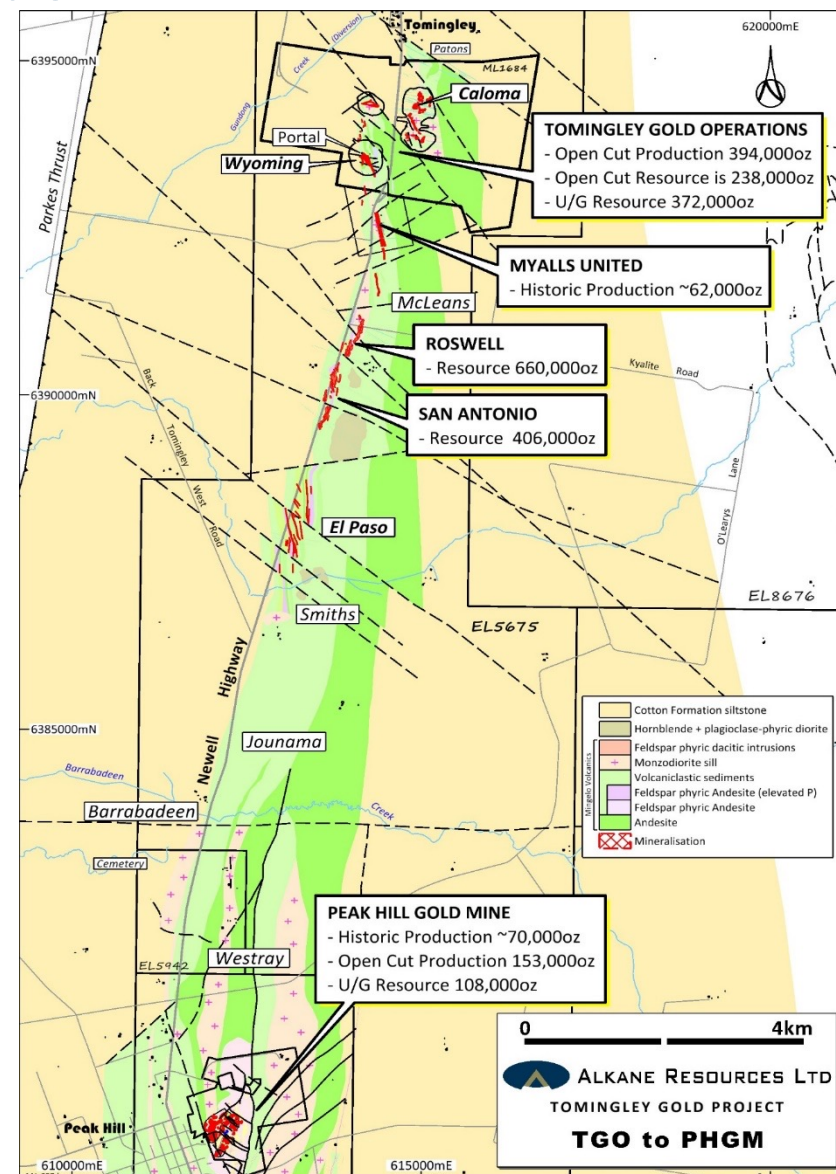 Tomingley
620000mE
6395000mN
Patons
ML1684
Creek
(Diversion)
Gundong
Caloma
Portal
Wyoming
Parkes Thrust
TOMINGLEY GOLD OPERATIONS
- Open Cut Production 394,000oz
- Open Cut Resource is 238,000oz
- U/G Resource 372,000oz
MYALLS UNITED
- Historic Production ~62,000oz
McLeans
ROSWELL
- Resource 660,000oz
Kyalite Road
6390000mN
SAN ANTONIO
- Resource 406,000oz
Back
Tomingley
West
Road
O'Learys
Lane
El Paso
EL8676
Smiths
EL5675
Newell
Highway
6385000mN
Jounama
Barrabadeen
Creek
Barrabadeen
Cemetery
Cotton Formation siltstone
Hornblende + plagioclase-phyric diorite
Mingelo Volcanics
Feldspar phyric dacitic intrusions
Monzodiorite sill
Volcaniclastic sediments
Feldspar phyric Andesite (elevated P)
Feldspar phyric Andesite
Andesite
Mineralisation
PEAK HILL GOLD MINE
- Historic Production ~70,000oz
- Open Cut Production 153,000oz
- U/G Resource 108,000oz
Westray
EL5942
0 4km
ALKANE RESOURCES LTD
TOMINGLEY GOLD PROJECT
TGO to PHGM
Peak Hill
610000mE
615000mE